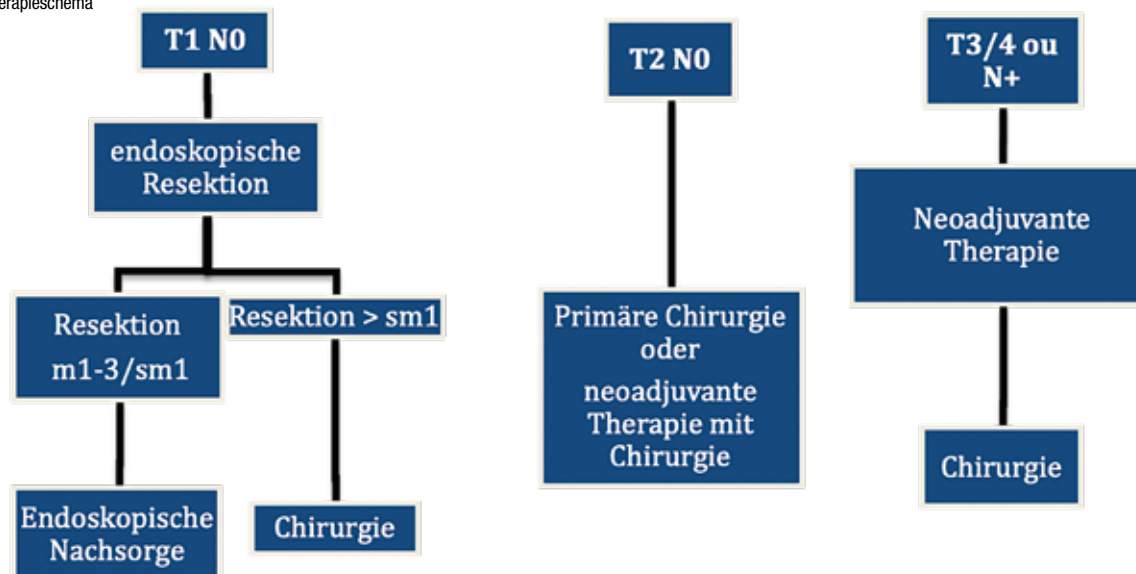 T1 N0
endoskopische
Resektion
Resektion
m1-3/sm1
Resektion > sm1
Endoskopische
Nachsorge
Chirurgie
T2 N0
Primäre Chirurgie
oder
neoadjuvante
Therapie mit
Chirurgie
T3/4 ou
N+
Neoadjuvante
Therapie
Chirurgie